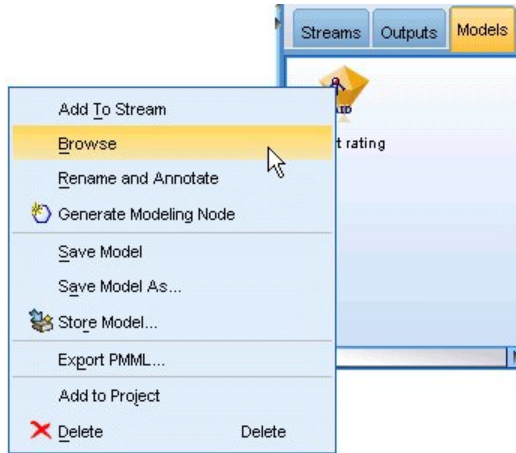 Streams Outputs Models
AID
t rating
Add To Stream
Browse
Rename and Annotate
Generate Modeling Node
Save Model
Save Model As...
Store Model...
Export PMML...
Add to Project
Delete Delete